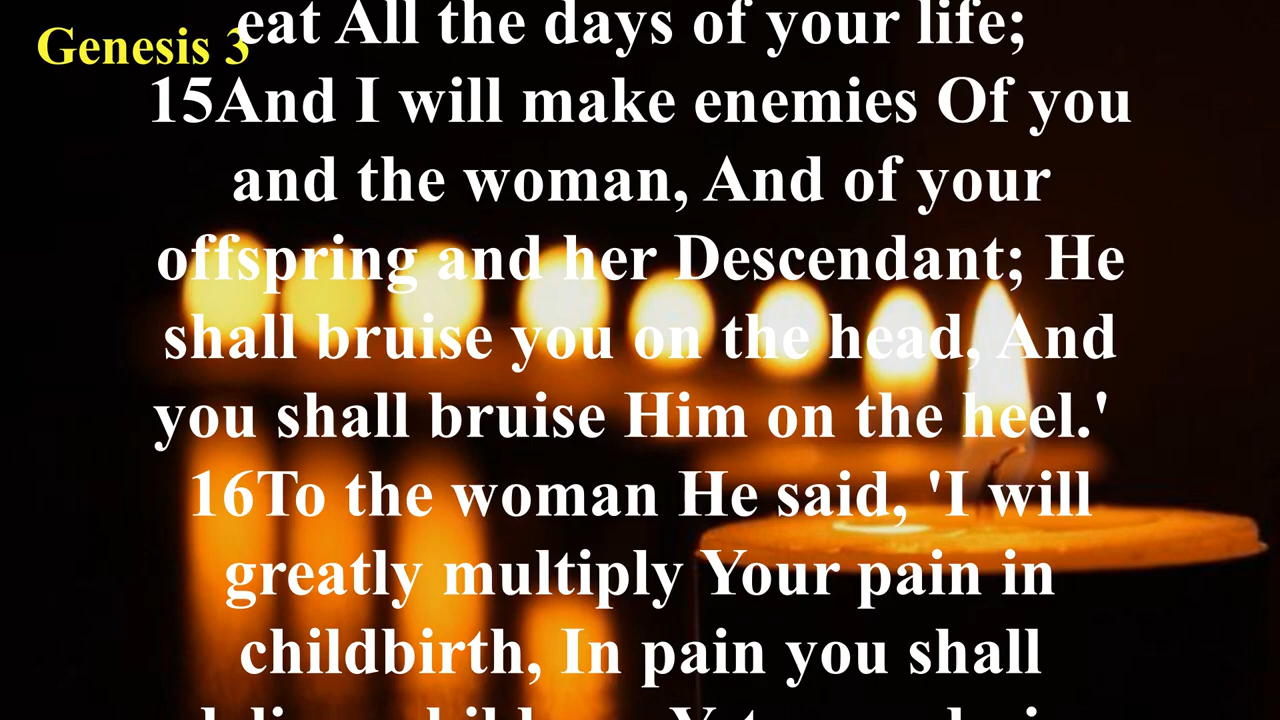 Genesis 3
eat All the days of your life;
15And I will make enemies Of you
and the woman, And of your
offspring and her Descendant; He
shall bruise you on the head, And
you shall bruise Him on the heel.'
16To the woman He said, 'I will
greatly multiply Your pain in
childbirth, In pain you shall